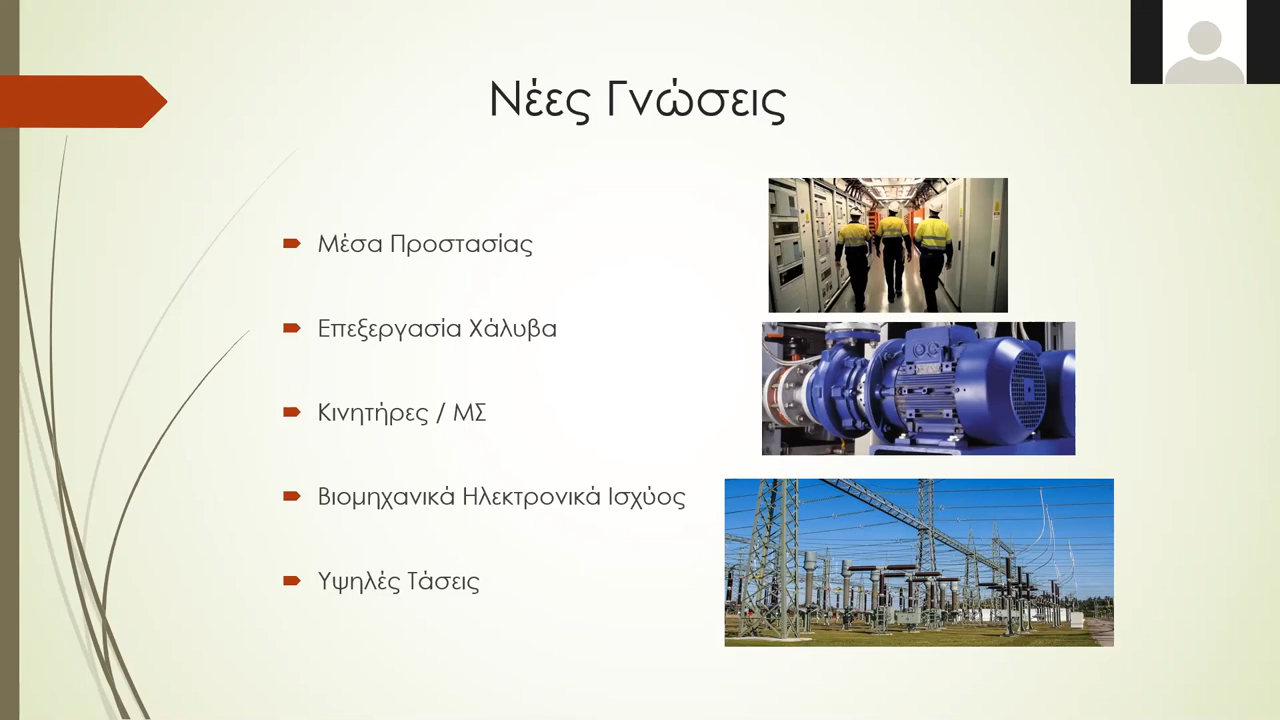 Νέες Γνώσεις
Μέσα Προστασίας
Επεξεργασία Χάλυβα
Κινητήρες / ΜΣ
Βιομηχανικά Ηλεκτρονικά Ισχύος
Υψηλές Τάσεις